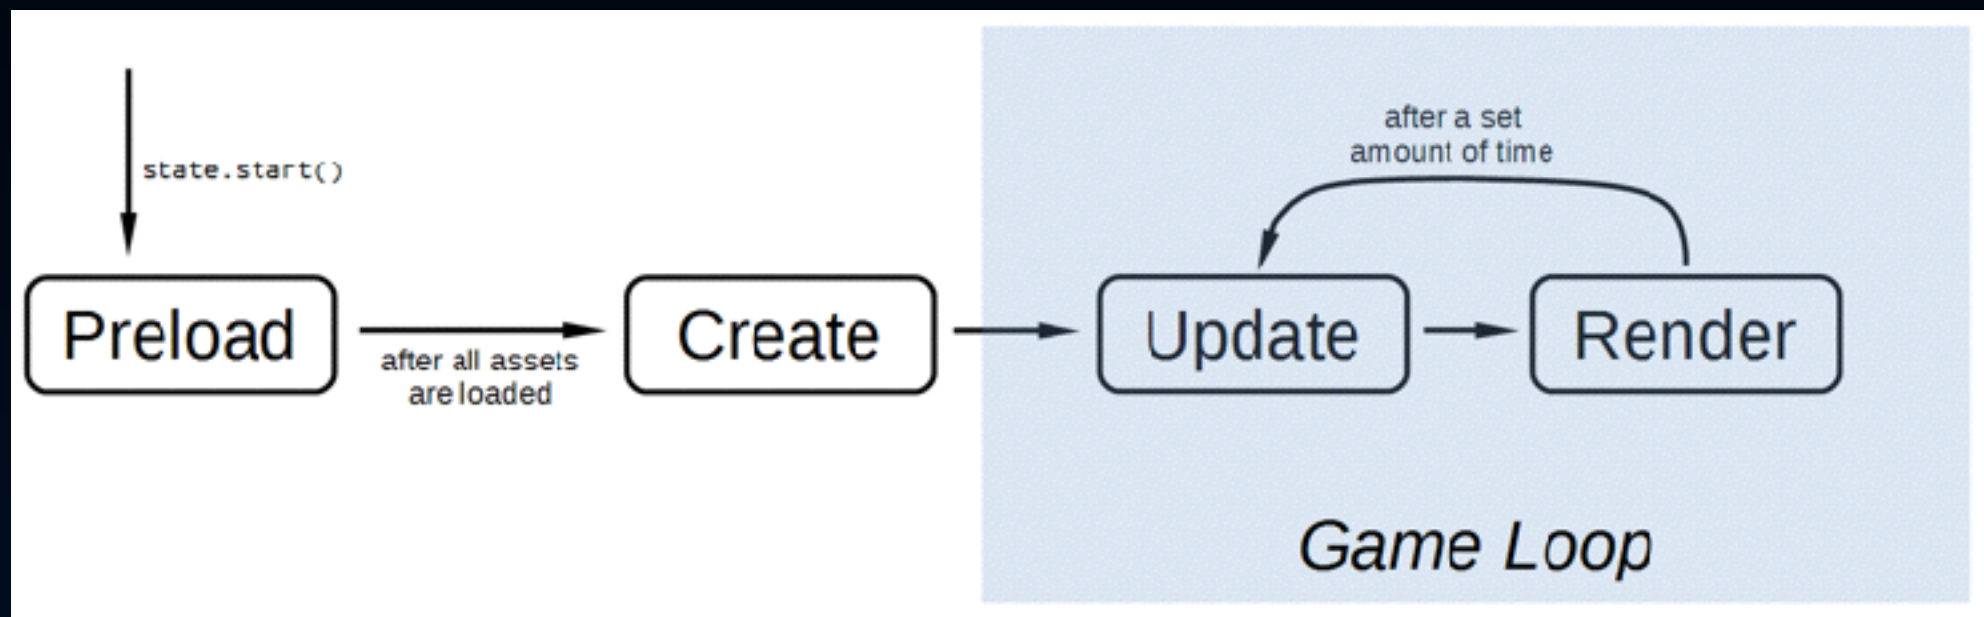 state.start()
Preload
after all assets
are loaded
Create
after a set
amount of time
Update
Render
Game Loop